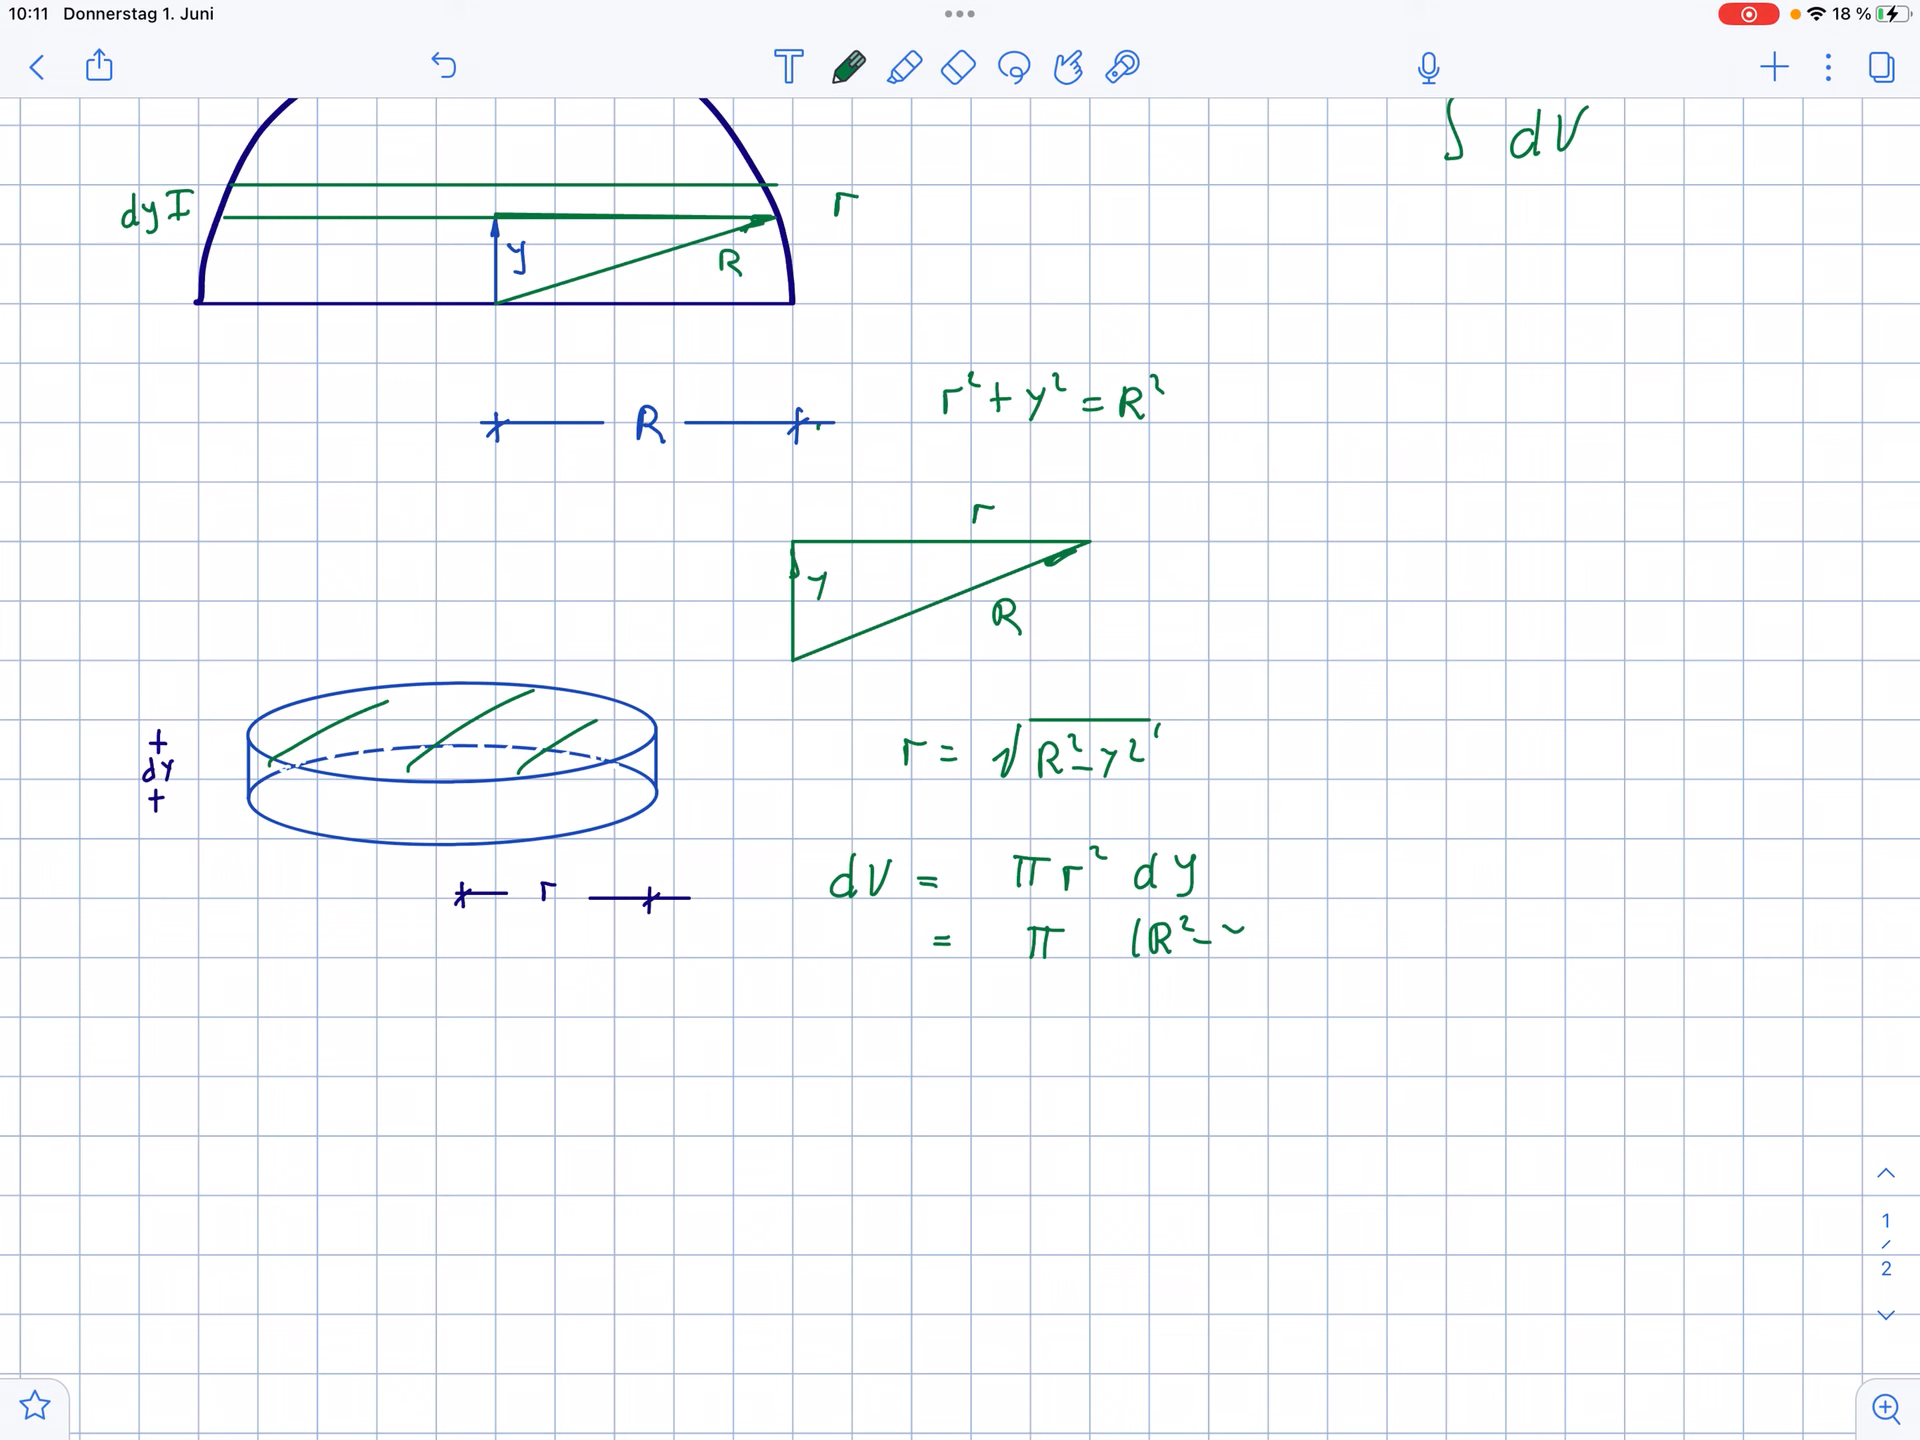 10:11 Donnerstag 1. Juni
18 %
T
∫ dV
dy
r
y
R
r² + y² = R²
R
r
y
R
dy
r = √R² - y²
r
dV = π r² dy
= π (R² -
1
/
2